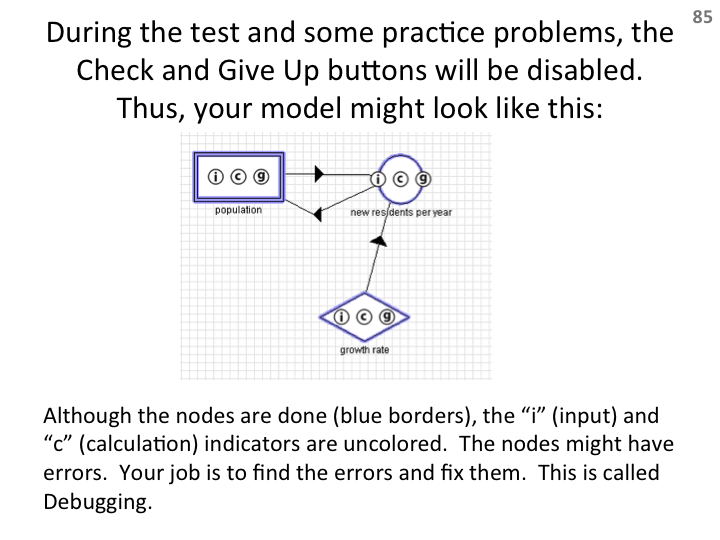 85
During the test and some practice problems, the
Check and Give Up buttons will be disabled.
Thus, your model might look like this:
i c g
i c g
population
new residents per year
i c g
growth rate
Although the nodes are done (blue borders), the “i” (input) and
“c” (calculation) indicators are uncolored.  The nodes might have
errors.  Your job is to find the errors and fix them.  This is called
Debugging.